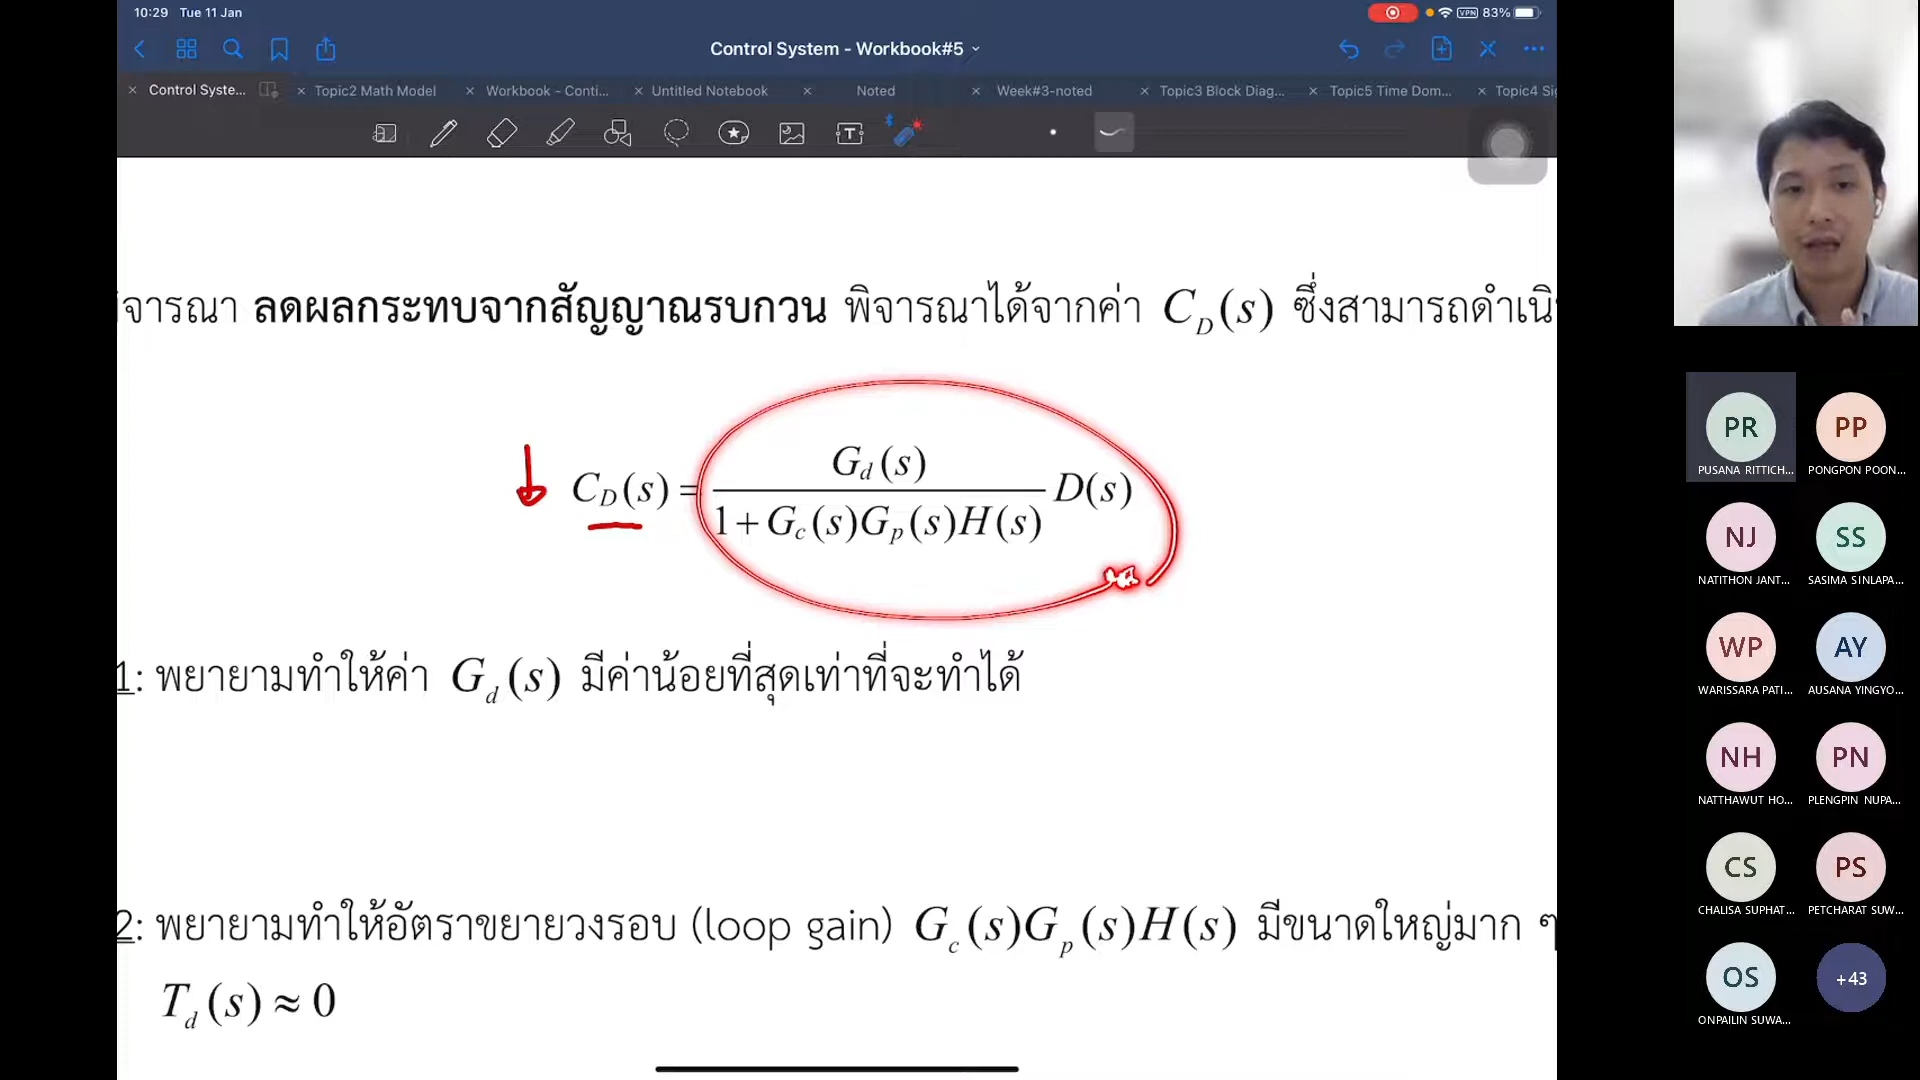 10:29 Tue 11 Jan
VPN 83%
Control System - Workbook#5
Control Syste... Topic2 Math Model Workbook - Conti... Untitled Notebook Noted Week#3-noted Topic3 Block Diag... Topic5 Time Dom... Topic4 Si
จารณา ลดผลกระทบจากสัญญาณรบกวน พิจารณาได้จากค่า C_D(s) ซึ่งสามารถดำเนิ
C_D(s) = G_d(s) / (1+G_c(s)G_p(s)H(s)) D(s)
1: พยายามทำให้ค่า G_d(s) มีค่าน้อยที่สุดเท่าที่จะทำได้
2: พยายามทำให้อัตราขยายวงรอบ (loop gain) G_c(s)G_p(s)H(s) มีขนาดใหญ่มาก ๆ
T_d(s) ≈ 0
PR PP
PUSANA RITTICH... PONGPON POON...
NJ SS
NATITHON JANT... SASIMA SINLAPA...
WP AY
WARISSARA PATI... AUSANA YINGYO...
NH PN
NATTHAWUT HO... PLENGPIN NUPA...
CS PS
CHALISA SUPHAT... PETCHARAT SUW...
OS +43
ONPAILIN SUWA...